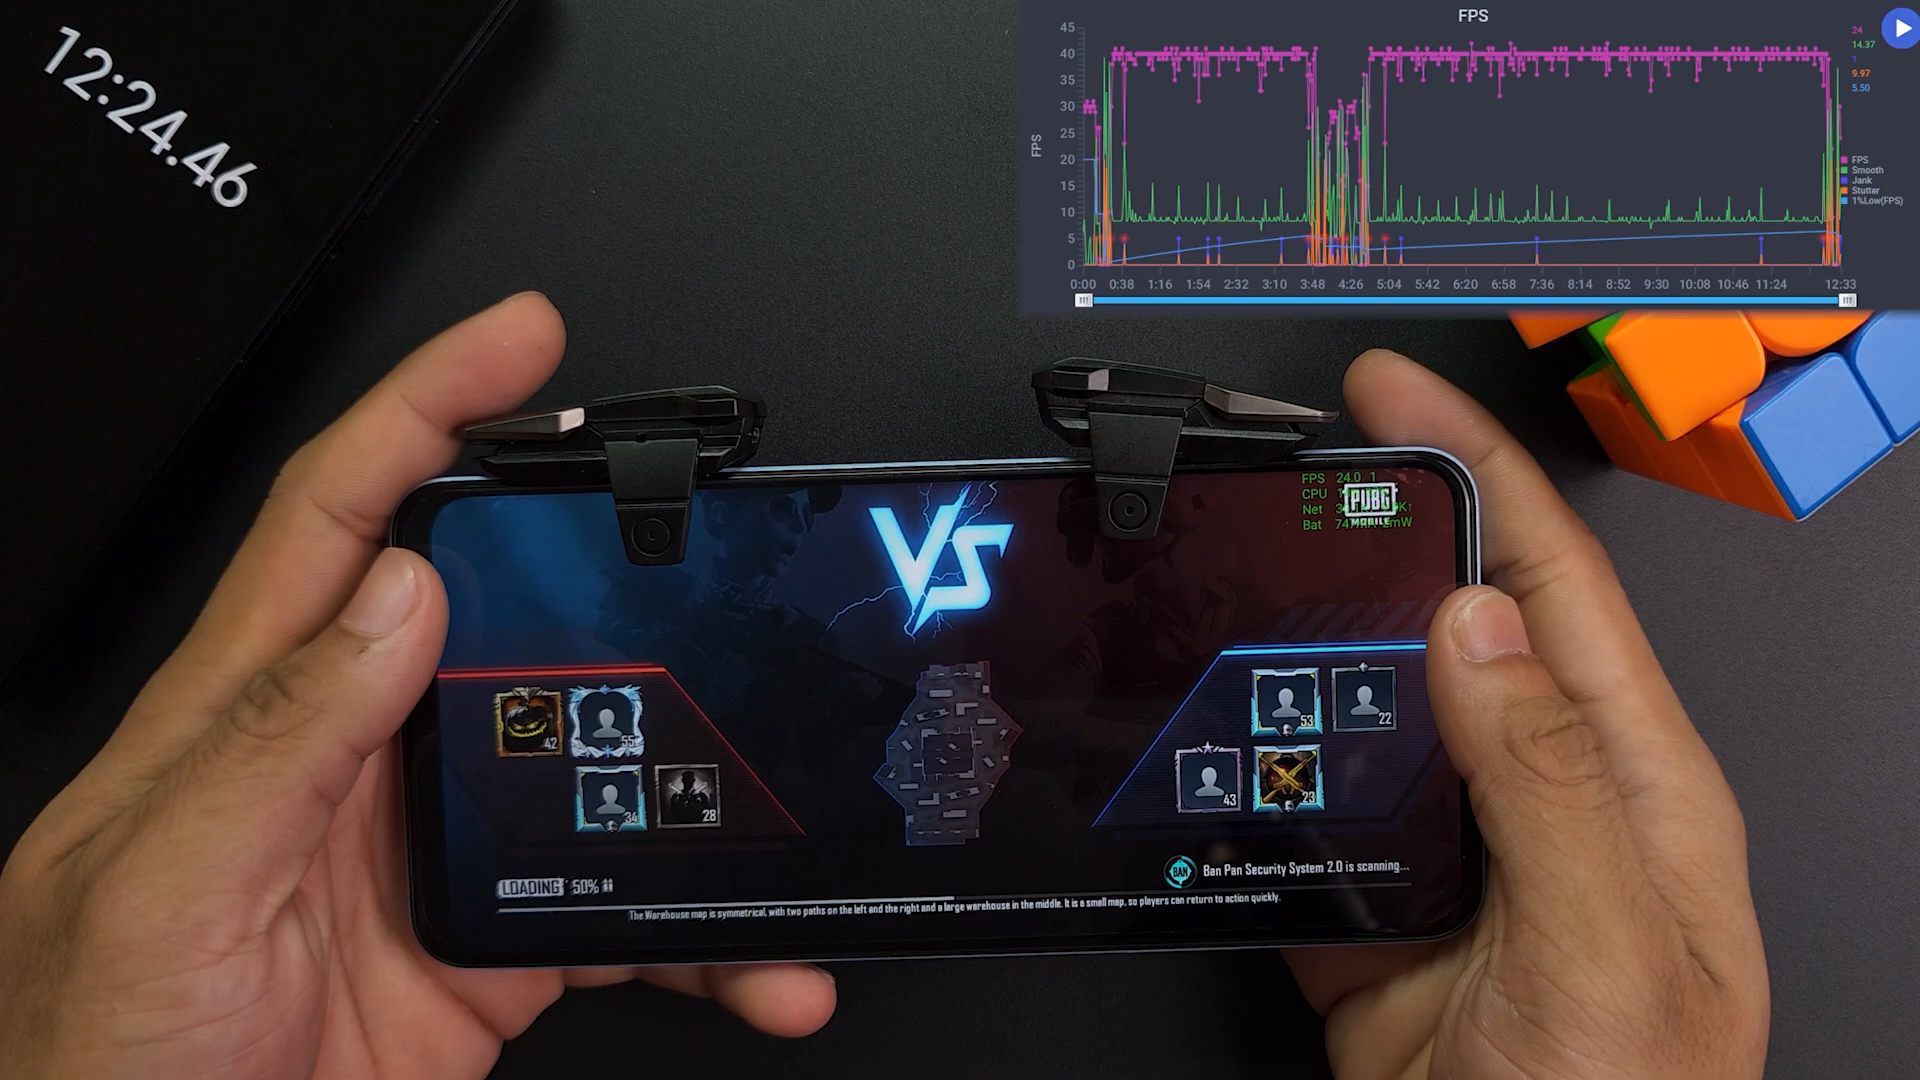 12:24.46
FPS
45
40
35
30
25
20
15
10
5
0
FPS
24
14.37
1
9.97
5.50
FPS
Smooth
Jank
Stutter
1%Low(FPS)
0:00 0:38 1:16 1:54 2:32 3:10 3:48 4:26 5:04 5:42 6:20 6:58 7:36 8:14 8:52 9:30 10:08 10:46 11:24 12:33
VS
FPS 24.0 1
CPU
Net
Bat
PUBG
MOBILE
42
55
34
28
53
22
43
23
BAN
Ban Pan Security System 2.0 is scanning...
LOADING 50%
The Warehouse map is symmetrical, with two paths on the left and the right and a large warehouse in the middle. It is a small map, so players can return to action quickly.